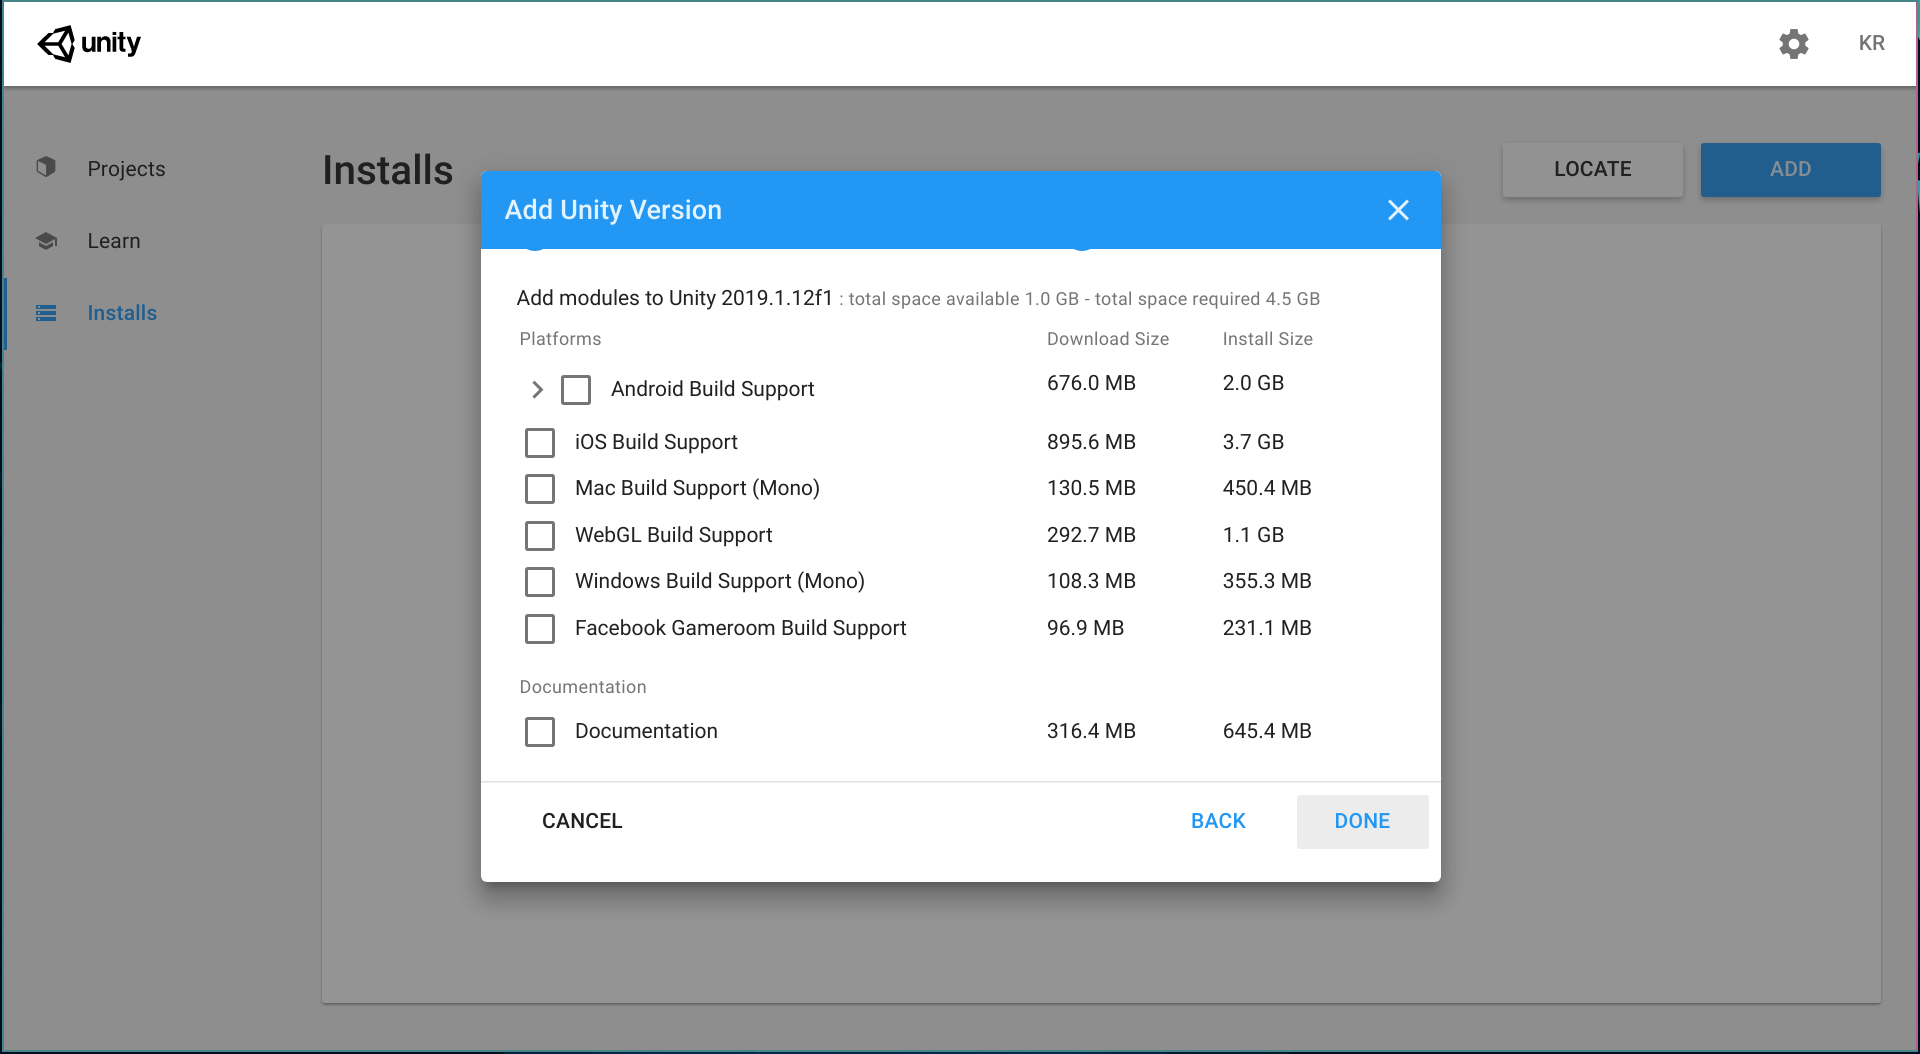 unity
KR
Projects
Learn
Installs
Installs
LOCATE
ADD
Add Unity Version
Add modules to Unity 2019.1.12f1 : total space available 1.0 GB - total space required 4.5 GB
Platforms Download Size Install Size
Android Build Support 676.0 MB 2.0 GB
iOS Build Support 895.6 MB 3.7 GB
Mac Build Support (Mono) 130.5 MB 450.4 MB
WebGL Build Support 292.7 MB 1.1 GB
Windows Build Support (Mono) 108.3 MB 355.3 MB
Facebook Gameroom Build Support 96.9 MB 231.1 MB
Documentation
Documentation 316.4 MB 645.4 MB
CANCEL BACK DONE